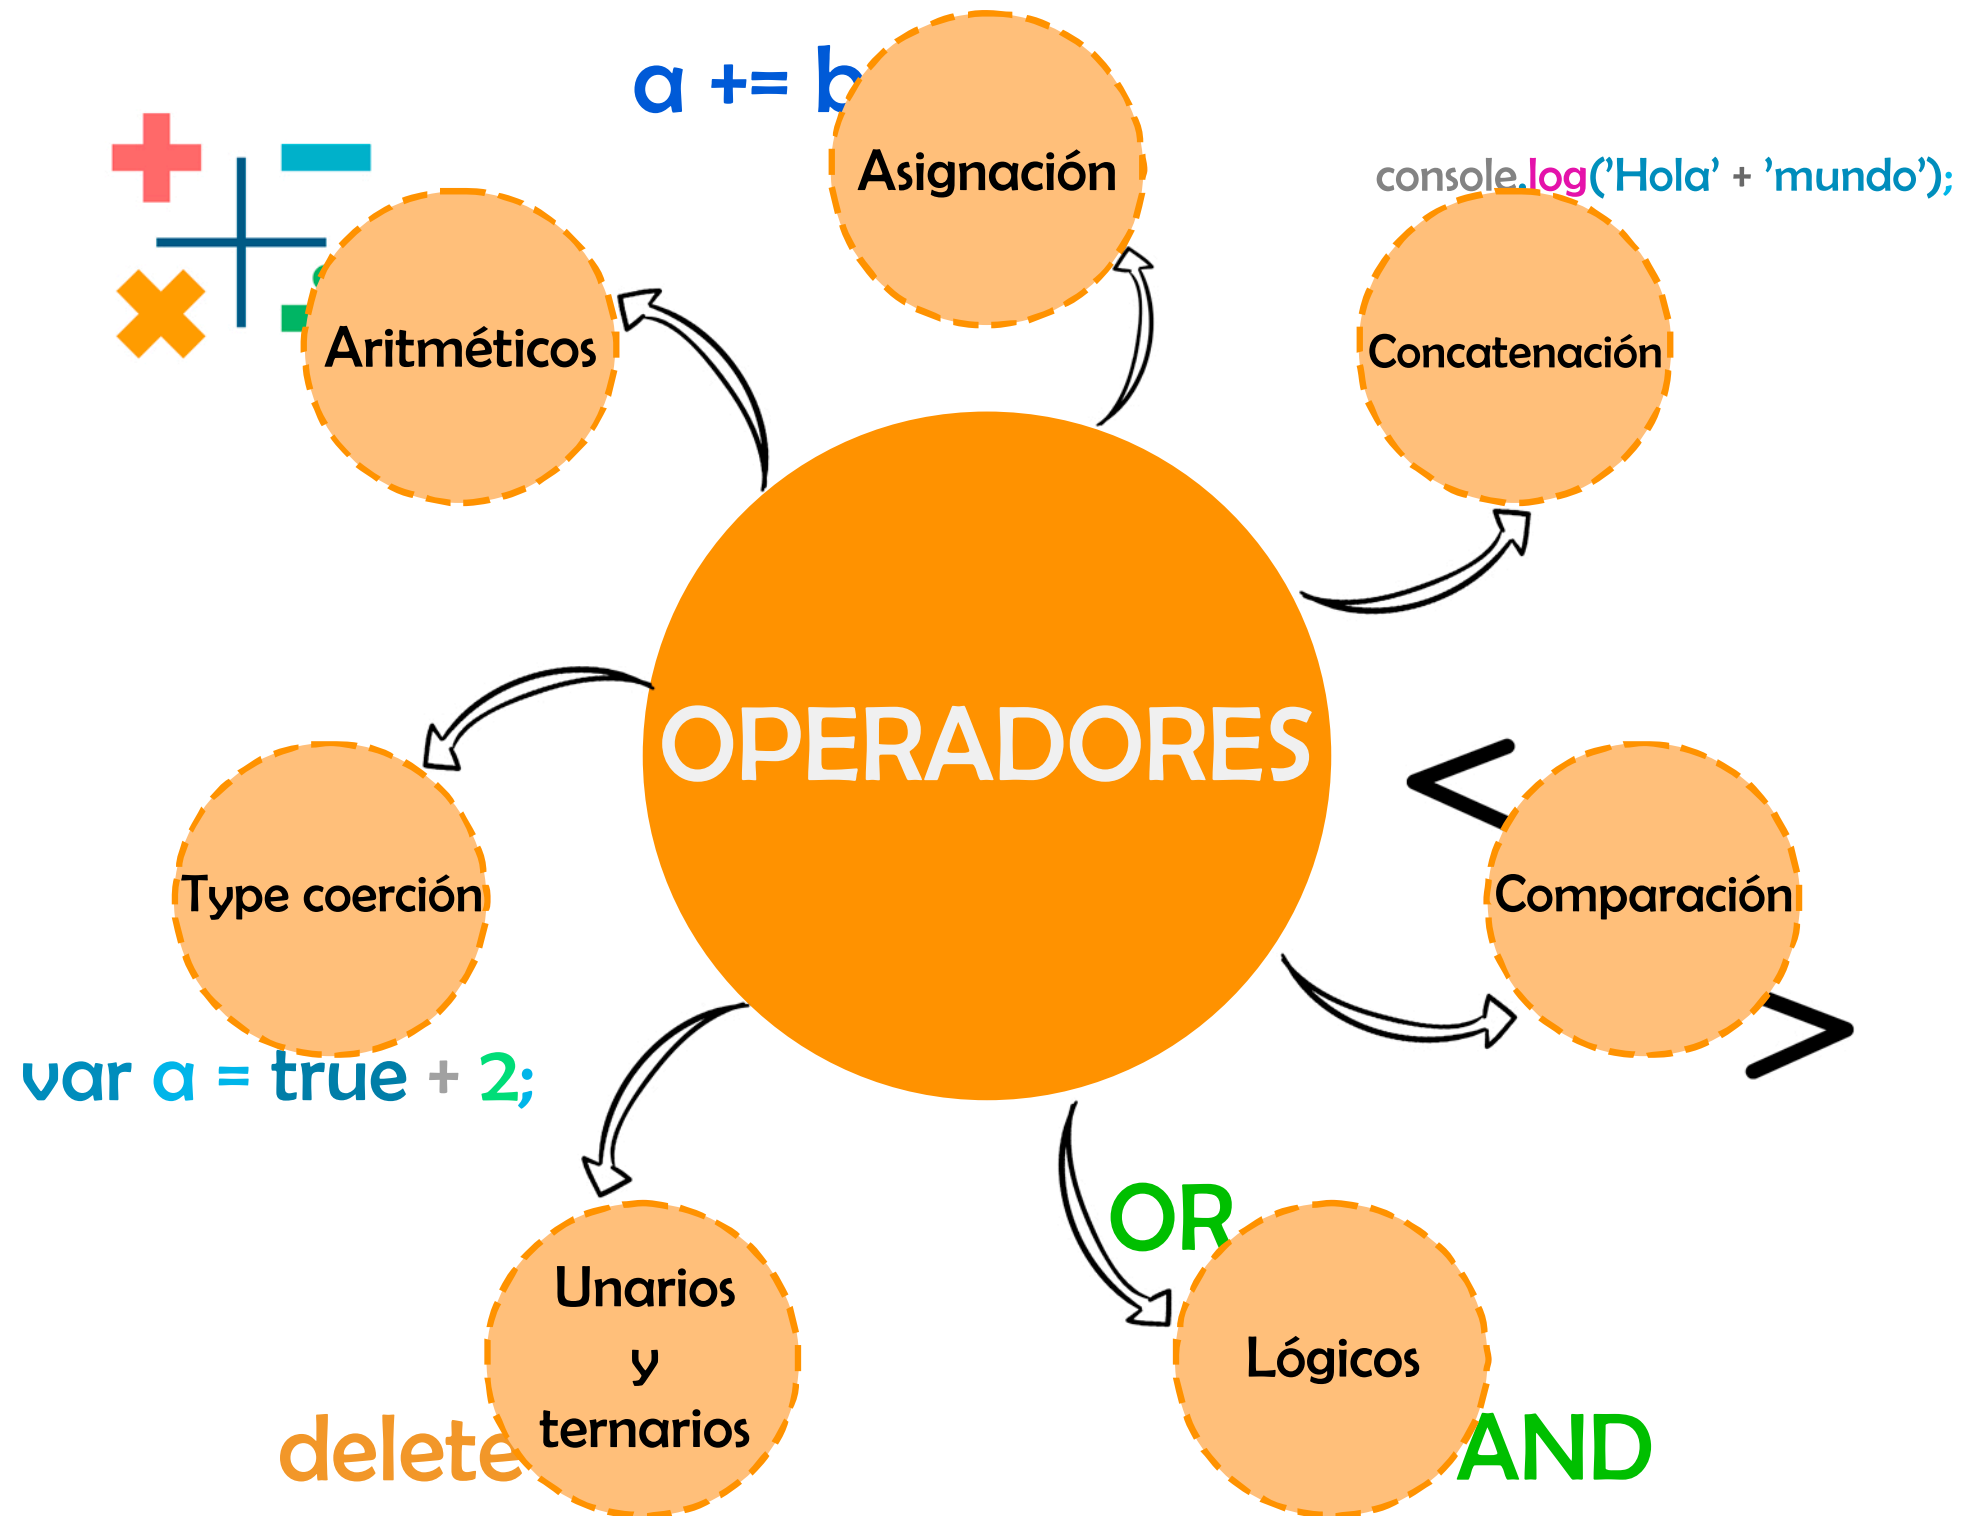 a += b
Asignación
console.log('Hola' + 'mundo');
Aritméticos
Concatenación
OPERADORES
<
Comparación
>
Type coerción
var a = true + 2;
OR
Unarios
y
ternarios
Lógicos
delete
AND